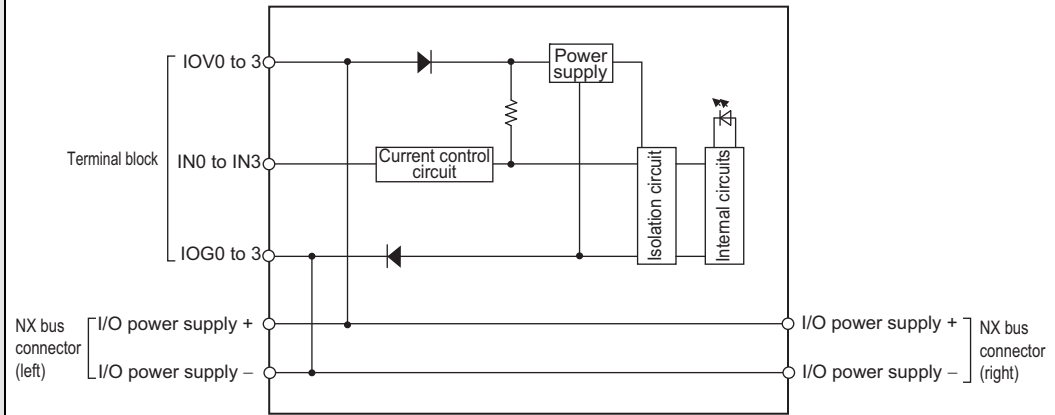 IOV0 to 3
Power
supply
Terminal block
IN0 to IN3
Current control
circuit
Isolation circuit
Internal circuits
IOG0 to 3
NX bus
connector
(left)
I/O power supply +
I/O power supply −
I/O power supply +
I/O power supply −
NX bus
connector
(right)